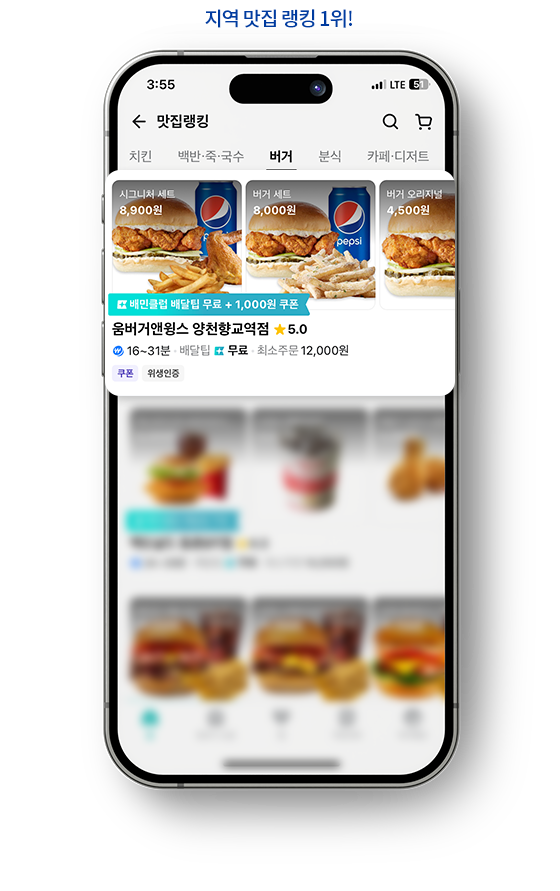 지역 맛집 랭킹 1위!
3:55
LTE 51
맛집랭킹
치킨 백반·죽·국수 버거 분식 카페·디저트
시그니처 세트
8,900원
pepsi
버거 세트
8,000원
pepsi
버거 오리지널
4,500원
배민클럽 배달팁 무료 + 1,000원 쿠폰
움버거앤윙스 양천향교역점 ★5.0
16~31분 · 배달팁 무료 · 최소주문 12,000원
쿠폰 위생인증